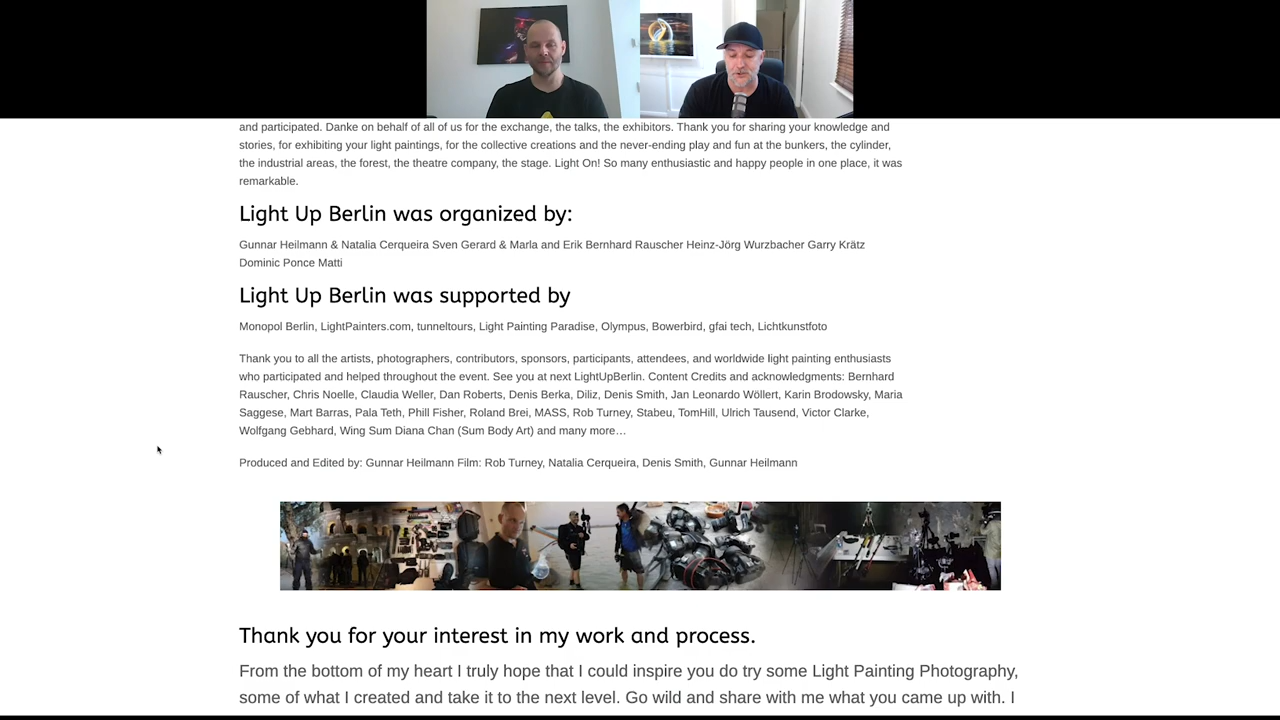 and participated. Danke on behalf of all of us for the exchange, the talks, the exhibitors. Thank you for sharing your knowledge and
stories, for exhibiting your light paintings, for the collective creations and the never-ending play and fun at the bunkers, the cylinder,
the industrial areas, the forest, the theatre company, the stage. Light On! So many enthusiastic and happy people in one place, it was
remarkable.
Light Up Berlin was organized by:
Gunnar Heilmann & Natalia Cerqueira Sven Gerard & Marla and Erik Bernhard Rauscher Heinz-Jörg Wurzbacher Garry Krätz
Dominic Ponce Matti
Light Up Berlin was supported by
Monopol Berlin, LightPainters.com, tunneltours, Light Painting Paradise, Olympus, Bowerbird, gfai tech, Lichtkunstfoto
Thank you to all the artists, photographers, contributors, sponsors, participants, attendees, and worldwide light painting enthusiasts
who participated and helped throughout the event. See you at next LightUpBerlin. Content Credits and acknowledgments: Bernhard
Rauscher, Chris Noelle, Claudia Weller, Dan Roberts, Denis Berka, Diliz, Denis Smith, Jan Leonardo Wöllert, Karin Brodowsky, Maria
Saggese, Mart Barras, Pala Teth, Phill Fisher, Roland Brei, MASS, Rob Turney, Stabeu, TomHill, Ulrich Tausend, Victor Clarke,
Wolfgang Gebhard, Wing Sum Diana Chan (Sum Body Art) and many more…
Produced and Edited by: Gunnar Heilmann Film: Rob Turney, Natalia Cerqueira, Denis Smith, Gunnar Heilmann
Thank you for your interest in my work and process.
From the bottom of my heart I truly hope that I could inspire you do try some Light Painting Photography,
some of what I created and take it to the next level. Go wild and share with me what you came up with. I